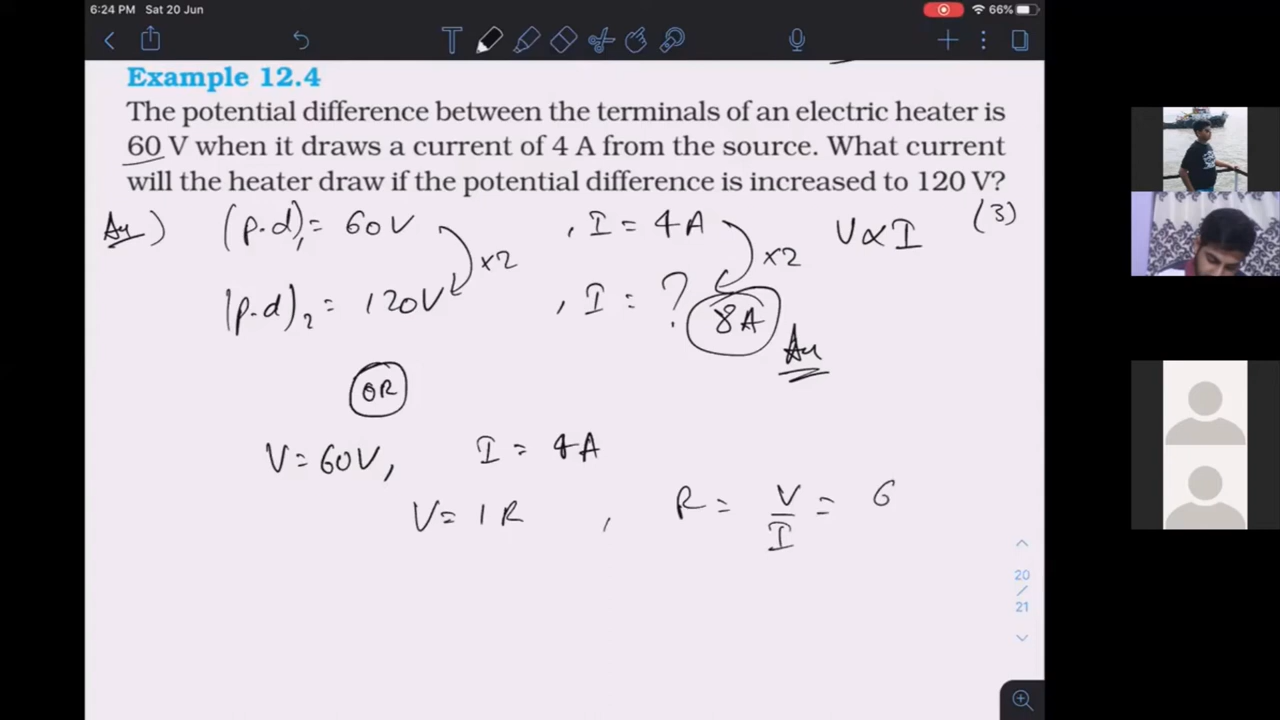 6:24 PM Sat 20 Jun 66%
Example 12.4
The potential difference between the terminals of an electric heater is
60 V when it draws a current of 4 A from the source. What current
will the heater draw if the potential difference is increased to 120 V?
(p.d)₁ = 60V , I = 4A V∝I (3)
×2 ×2
(p.d)₂ = 120V , I = ? 8A
OR
V = 60V, I = 4A
V = IR , R = V/I = 6
20
/
21